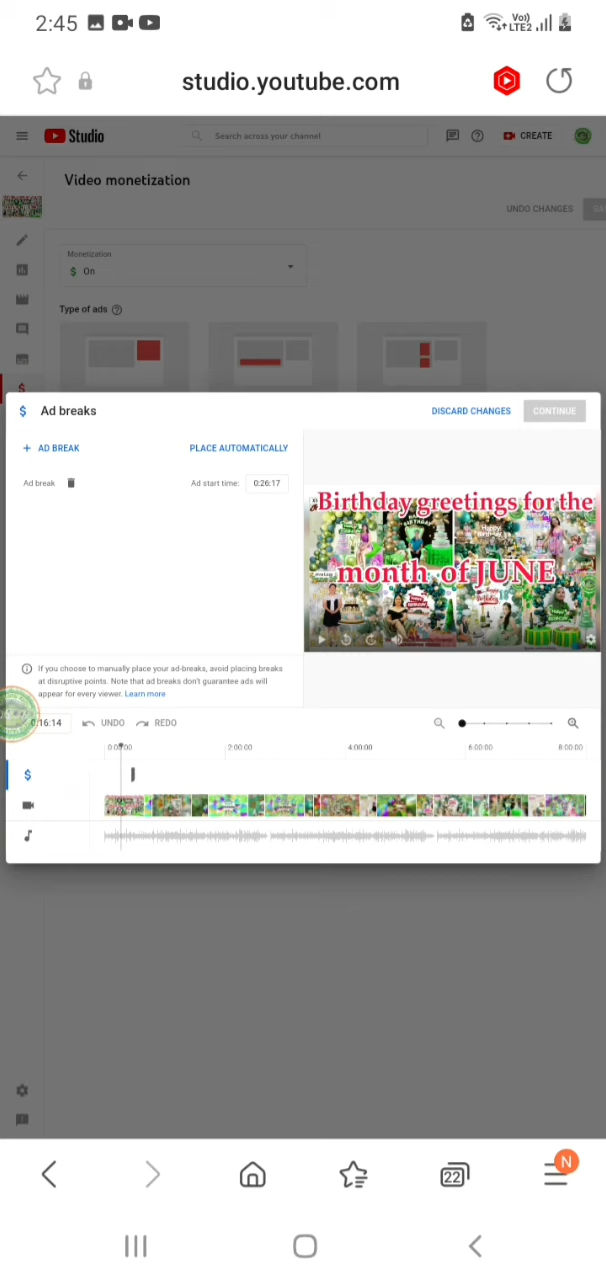 2:45
Vo))
LTE2
studio.youtube.com
Studio
Search across your channel
CREATE
Video monetization
UNDO CHANGES
Monetization
$ On
Type of ads
$ Ad breaks
DISCARD CHANGES
CONTINUE
+ AD BREAK
PLACE AUTOMATICALLY
Ad break
Ad start time:
0:26:17
Birthday greetings for the
month of JUNE
If you choose to manually place your ad-breaks, avoid placing breaks
at disruptive points. Note that ad breaks don't guarantee ads will
appear for every viewer. Learn more
0:16:14
UNDO
REDO
0:00:00
2:00:00
4:00:00
6:00:00
8:00:00
$
22
N